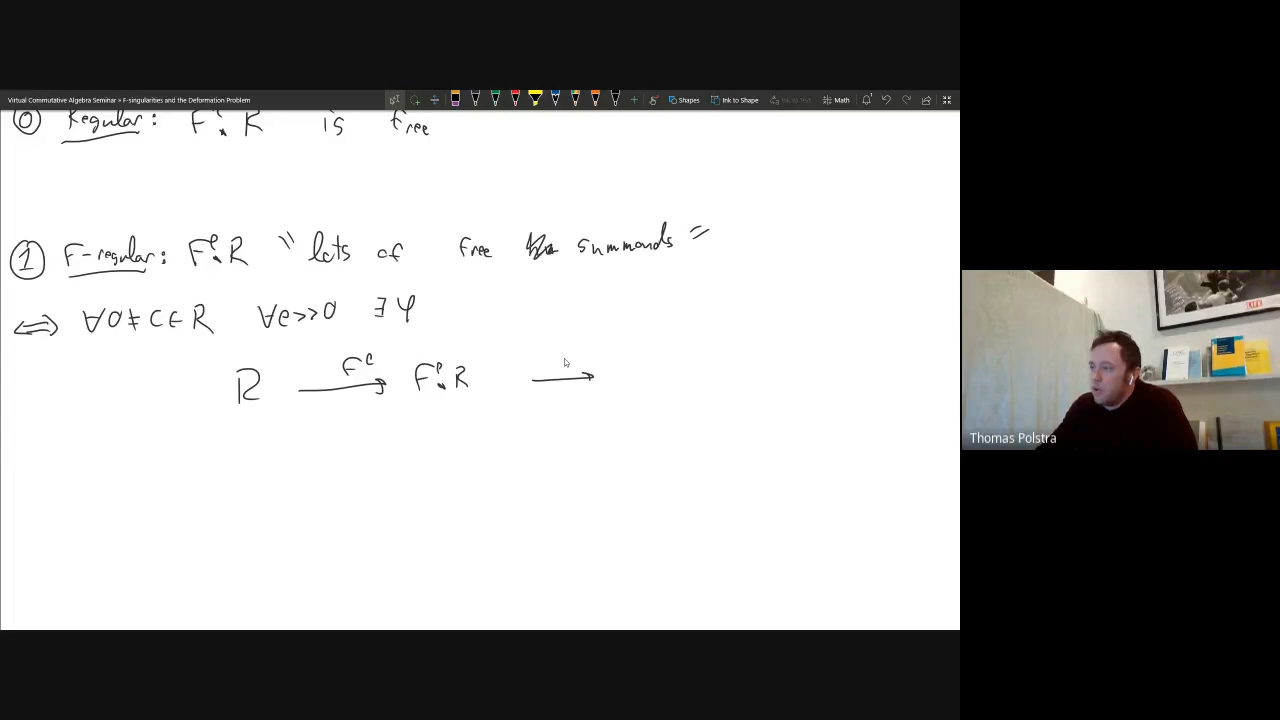 Virtual Commutative Algebra Seminar > F-singularities and the Deformation Problem
Shapes
Ink to Shape
Math
⓪ Regular: F^e_* R is free
① F-regular: F^e_* R "lots of free summands"
⇔ ∀ 0 ≠ c ∈ R ∀e>>0 ∃ φ
R —F^e→ F^e_* R →
LIFE
Thomas Polstra